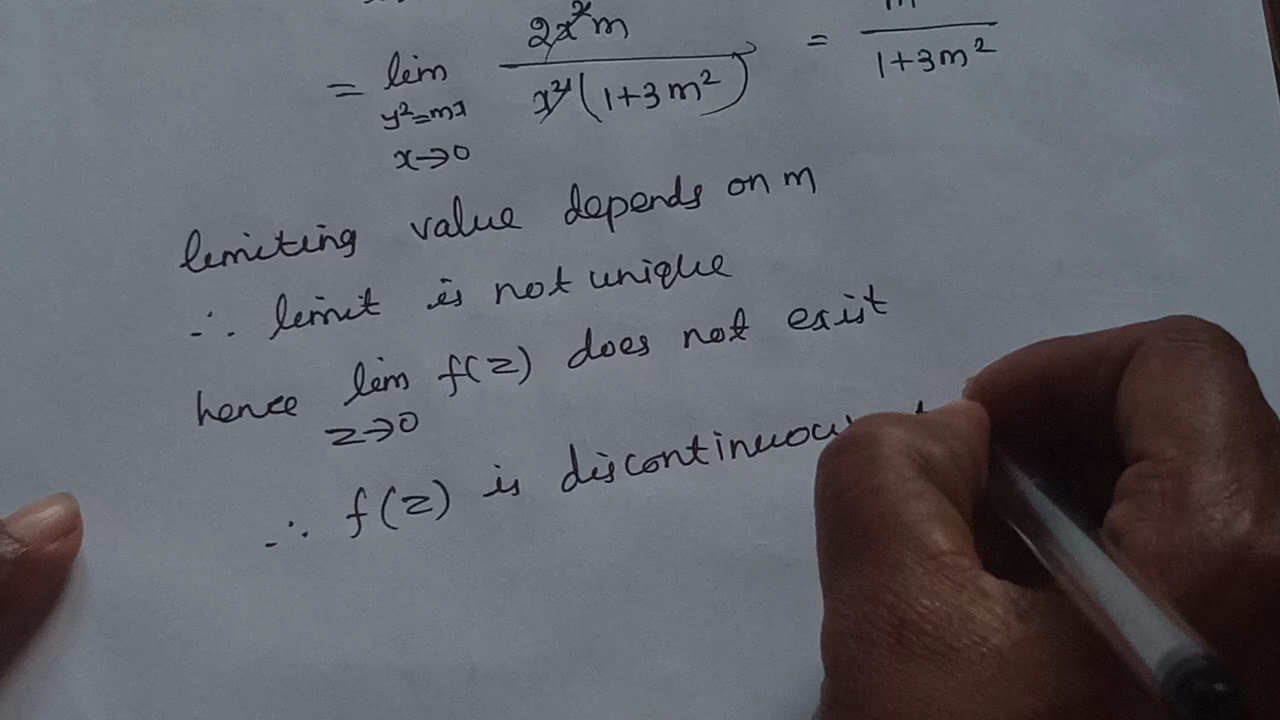 = lim 2x²m / x²(1+3m²) = m / 1+3m²
y²=mx
x→0
limiting value depends on m
∴ limit is not unique
hence lim f(z) does not exist
z→0
∴ f(z) is discontinuous